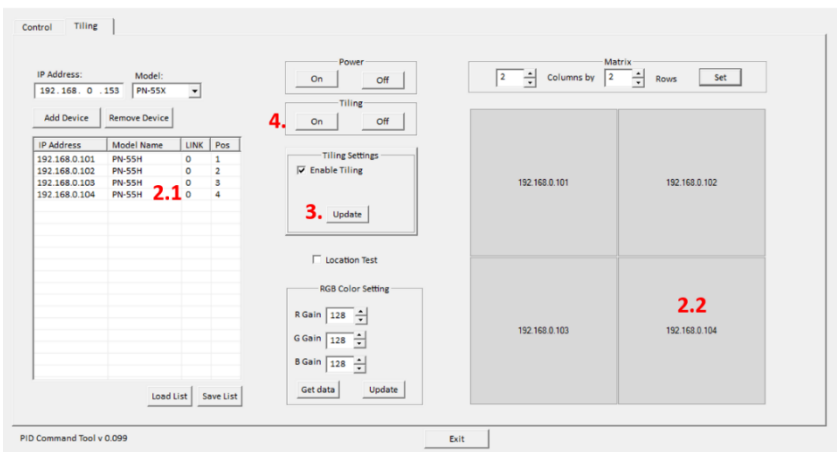 Control Tiling
IP Address: Model:
192.168. 0 .153 PN-55X
Add Device Remove Device
IP Address Model Name LINK Pos
192.168.0.101 PN-55H 0 1
192.168.0.102 PN-55H 0 2
192.168.0.103 PN-55H 0 3
192.168.0.104 PN-55H 0 4
2.1
Load List Save List
Power
On Off
Tiling
4. On Off
Tiling Settings
Enable Tiling
3. Update
Location Test
RGB Color Setting
R Gain 128
G Gain 128
B Gain 128
Get data Update
Matrix
2 Columns by 2 Rows Set
192.168.0.101 192.168.0.102
2.2
192.168.0.103 192.168.0.104
PID Command Tool v 0.099 Exit